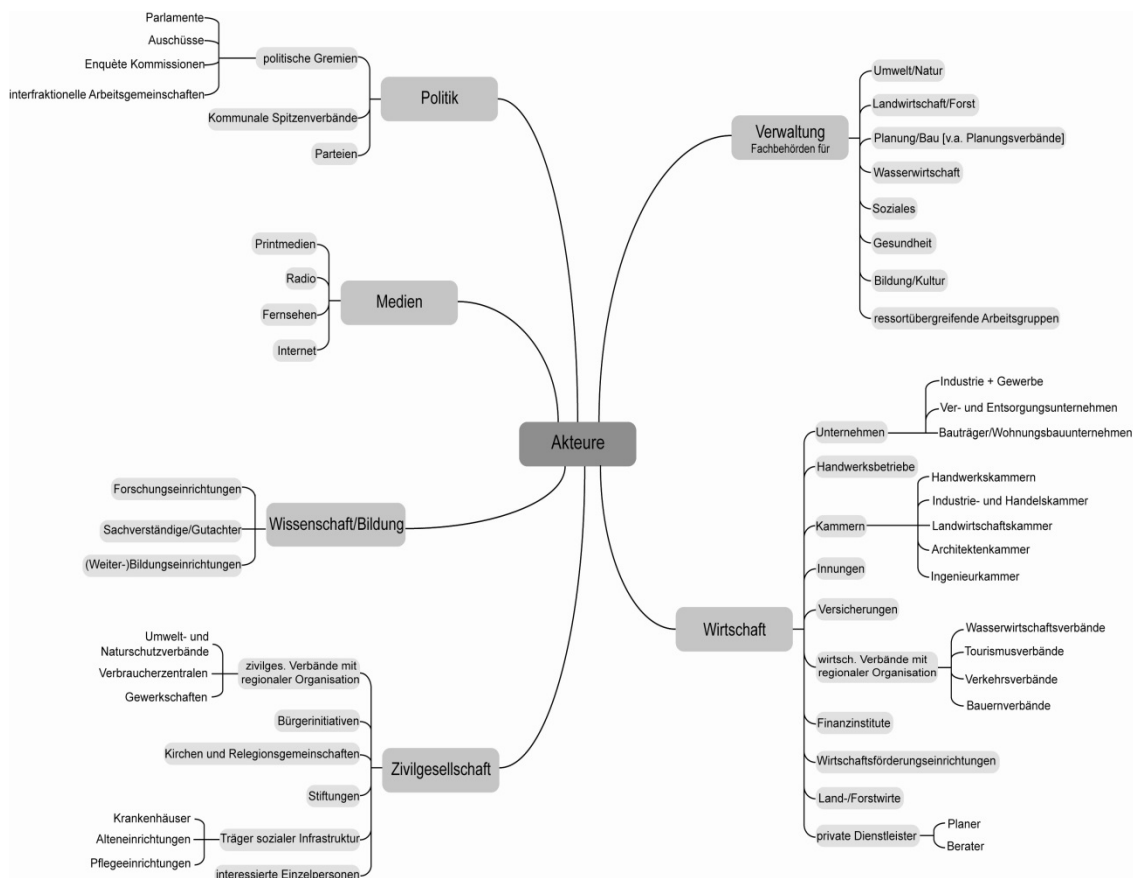 Parlamente
Auschüsse
Enquète Kommissionen
interfraktionelle Arbeitsgemeinschaften
politische Gremien
Kommunale Spitzenverbände
Parteien
Politik
Printmedien
Radio
Fernsehen
Internet
Medien
Forschungseinrichtungen
Sachverständige/Gutachter
(Weiter-)Bildungseinrichtungen
Wissenschaft/Bildung
Umwelt- und
Naturschutzverbände
Verbraucherzentralen
Gewerkschaften
zivilges. Verbände mit
regionaler Organisation
Bürgerinitiativen
Kirchen und Relegionsgemeinschaften
Stiftungen
Krankenhäuser
Alteneinrichtungen
Pflegeeinrichtungen
Träger sozialer Infrastruktur
interessierte Einzelpersonen
Zivilgesellschaft
Akteure
Verwaltung
Fachbehörden für
Umwelt/Natur
Landwirtschaft/Forst
Planung/Bau [v.a. Planungsverbände]
Wasserwirtschaft
Soziales
Gesundheit
Bildung/Kultur
ressortübergreifende Arbeitsgruppen
Wirtschaft
Unternehmen
Industrie + Gewerbe
Ver- und Entsorgungsunternehmen
Bauträger/Wohnungsbauunternehmen
Handwerksbetriebe
Kammern
Handwerkskammern
Industrie- und Handelskammer
Landwirtschaftskammer
Architektenkammer
Ingenieurkammer
Innungen
Versicherungen
wirtsch. Verbände mit
regionaler Organisation
Wasserwirtschaftsverbände
Tourismusverbände
Verkehrsverbände
Bauernverbände
Finanzinstitute
Wirtschaftsförderungseinrichtungen
Land-/Forstwirte
private Dienstleister
Planer
Berater